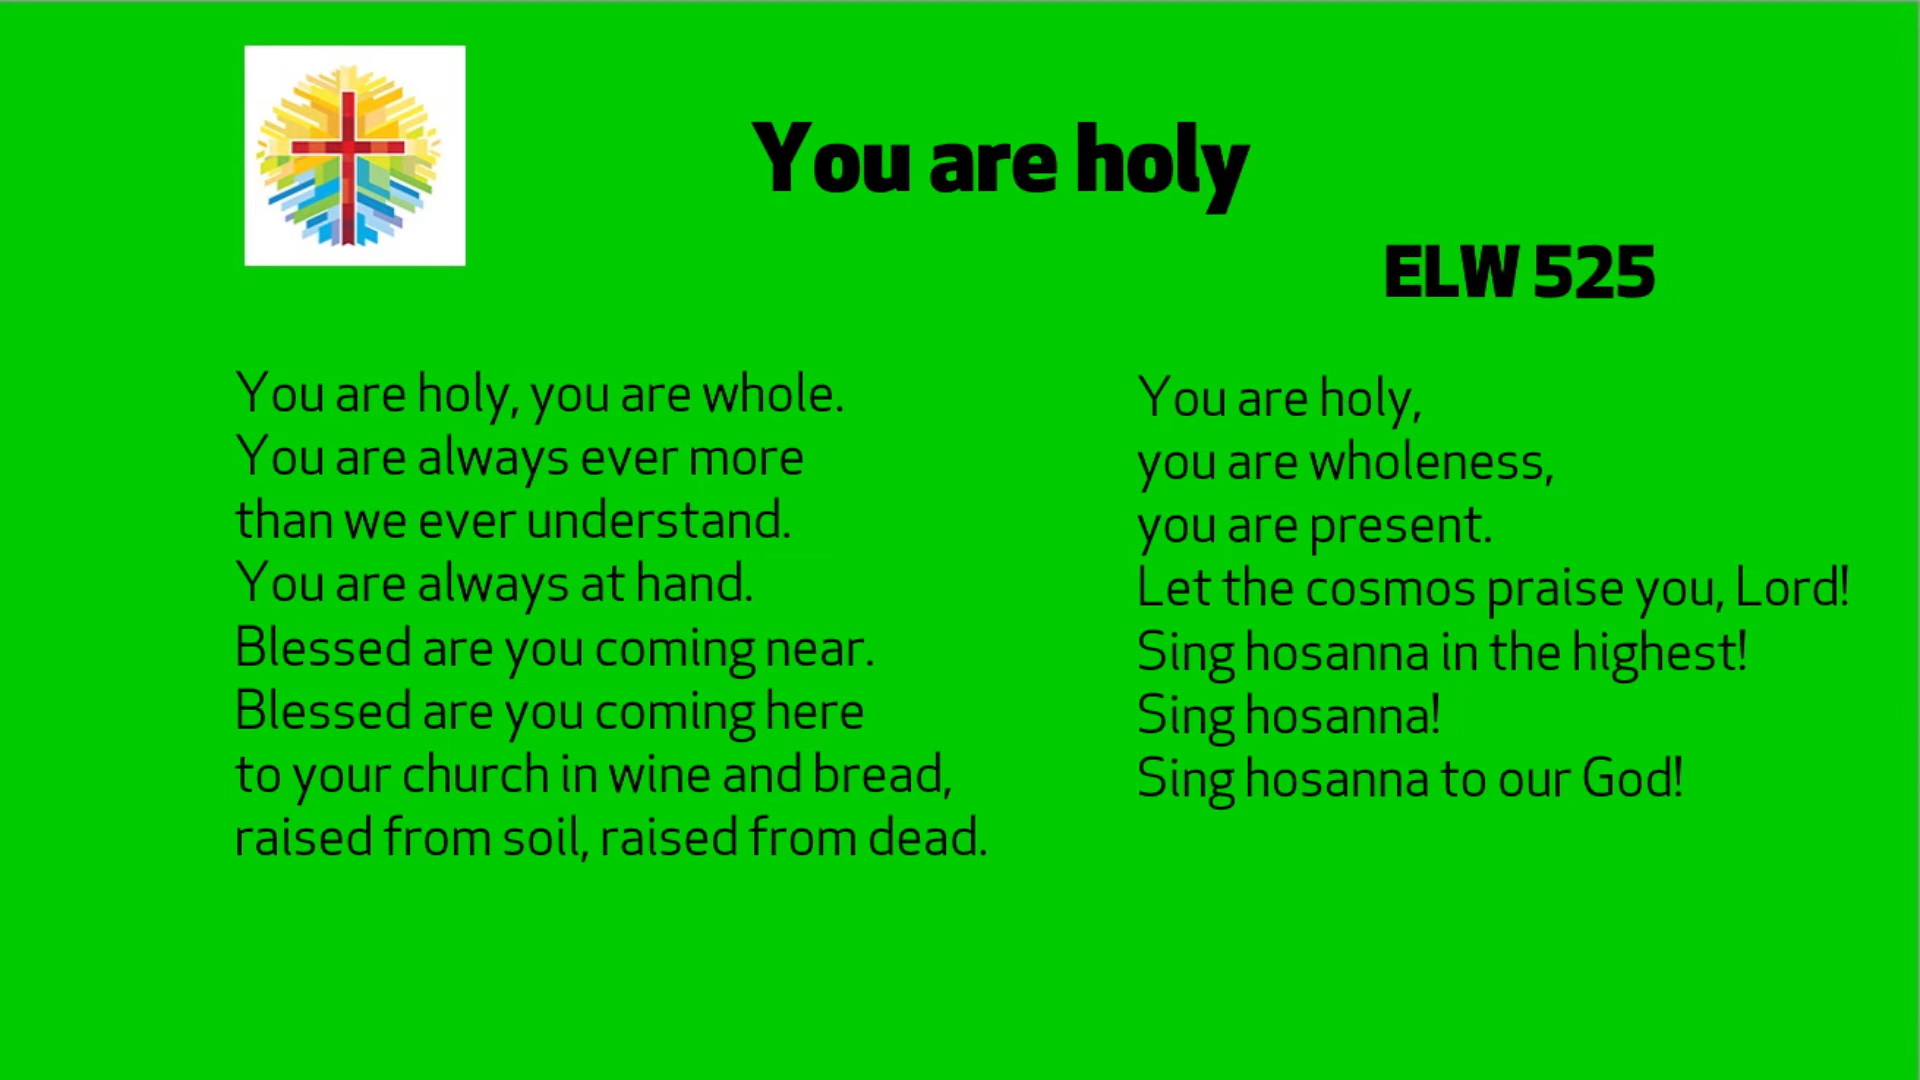 You are holy
ELW 525
You are holy, you are whole.
You are always ever more
than we ever understand.
You are always at hand.
Blessed are you coming near.
Blessed are you coming here
to your church in wine and bread,
raised from soil, raised from dead.
You are holy,
you are wholeness,
you are present.
Let the cosmos praise you, Lord!
Sing hosanna in the highest!
Sing hosanna!
Sing hosanna to our God!